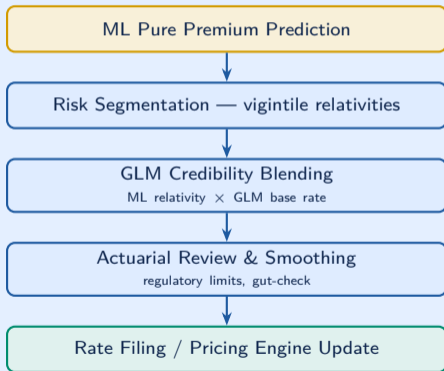 ML Pure Premium Prediction
Risk Segmentation — vigintile relativities
GLM Credibility Blending
ML relativity × GLM base rate
Actuarial Review & Smoothing
regulatory limits, gut-check
Rate Filing / Pricing Engine Update